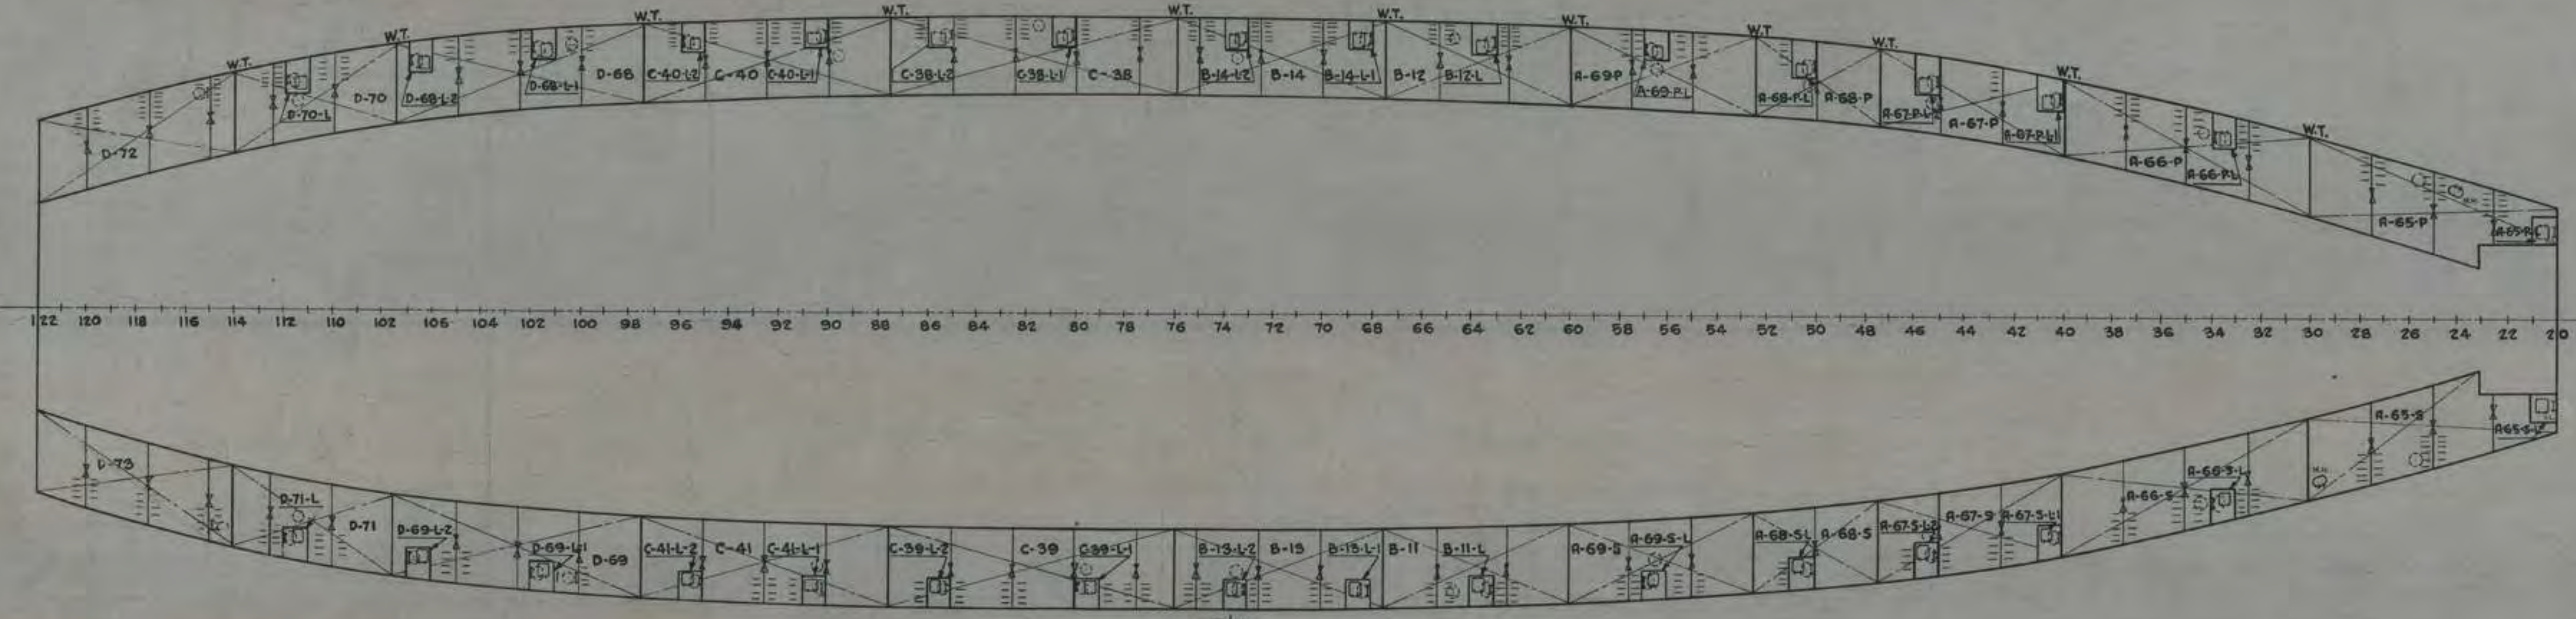 W.T. W.T. W.T. W.T. W.T. W.T. W.T. W.T. W.T. W.T. W.T.
D-72 D-70-L D-70 D-68-L-2 D-68-L-1 D-68 C-40-L-2 C-40 C-40-L-1 C-38-L-2 C-38-L-1 C-38 B-14-L-2 B-14 B-14-L-1 B-12 B-12-L A-69-P A-69-P-L A-68-P-L A-68-P A-67-P-L-2 A-67-P A-67-P-L-1 A-66-P A-66-P-L A-65-P A-65-P-L
M.H.
122 120 118 116 114 112 110 102 106 104 102 100 98 96 94 92 90 88 86 84 82 80 78 76 74 72 70 68 66 64 62 60 58 56 54 52 50 48 46 44 42 40 38 36 34 32 30 28 26 24 22 20
D-73 D-71-L D-71 D-69-L-2 D-69-L-1 D-69 C-41-L-2 C-41 C-41-L-1 C-39-L-2 C-39 C-39-L-1 B-13-L-2 B-13 B-13-L-1 B-11 B-11-L A-69-S A-69-S-L A-68-S-L A-68-S A-67-S-L-2 A-67-S A-67-S-L-1 A-66-S A-66-S-L A-65-S A-65-S-L
M.H.